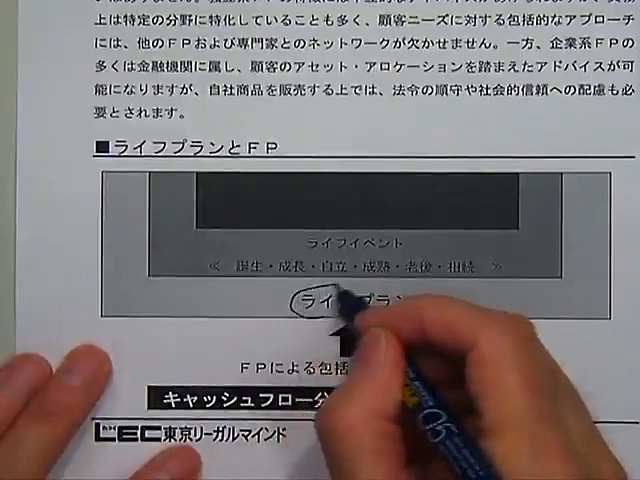 上は特定の分野に特化していることも多く、顧客ニーズに対する包括的なアプローチ
には、他のＦＰおよび専門家とのネットワークが欠かせません。一方、企業系ＦＰの
多くは金融機関に属し、顧客のアセット・アロケーションを踏まえたアドバイスが可
能になりますが、自社商品を販売する上では、法令の順守や社会的信頼への配慮も必
要とされます。
■ライフプランとＦＰ
ライフイベント
≪ 誕生・成長・自立・成熟・老後・相続 ≫
ライ プラン
ＦＰによる包括
キャッシュフロー分
LEC東京リーガルマインド